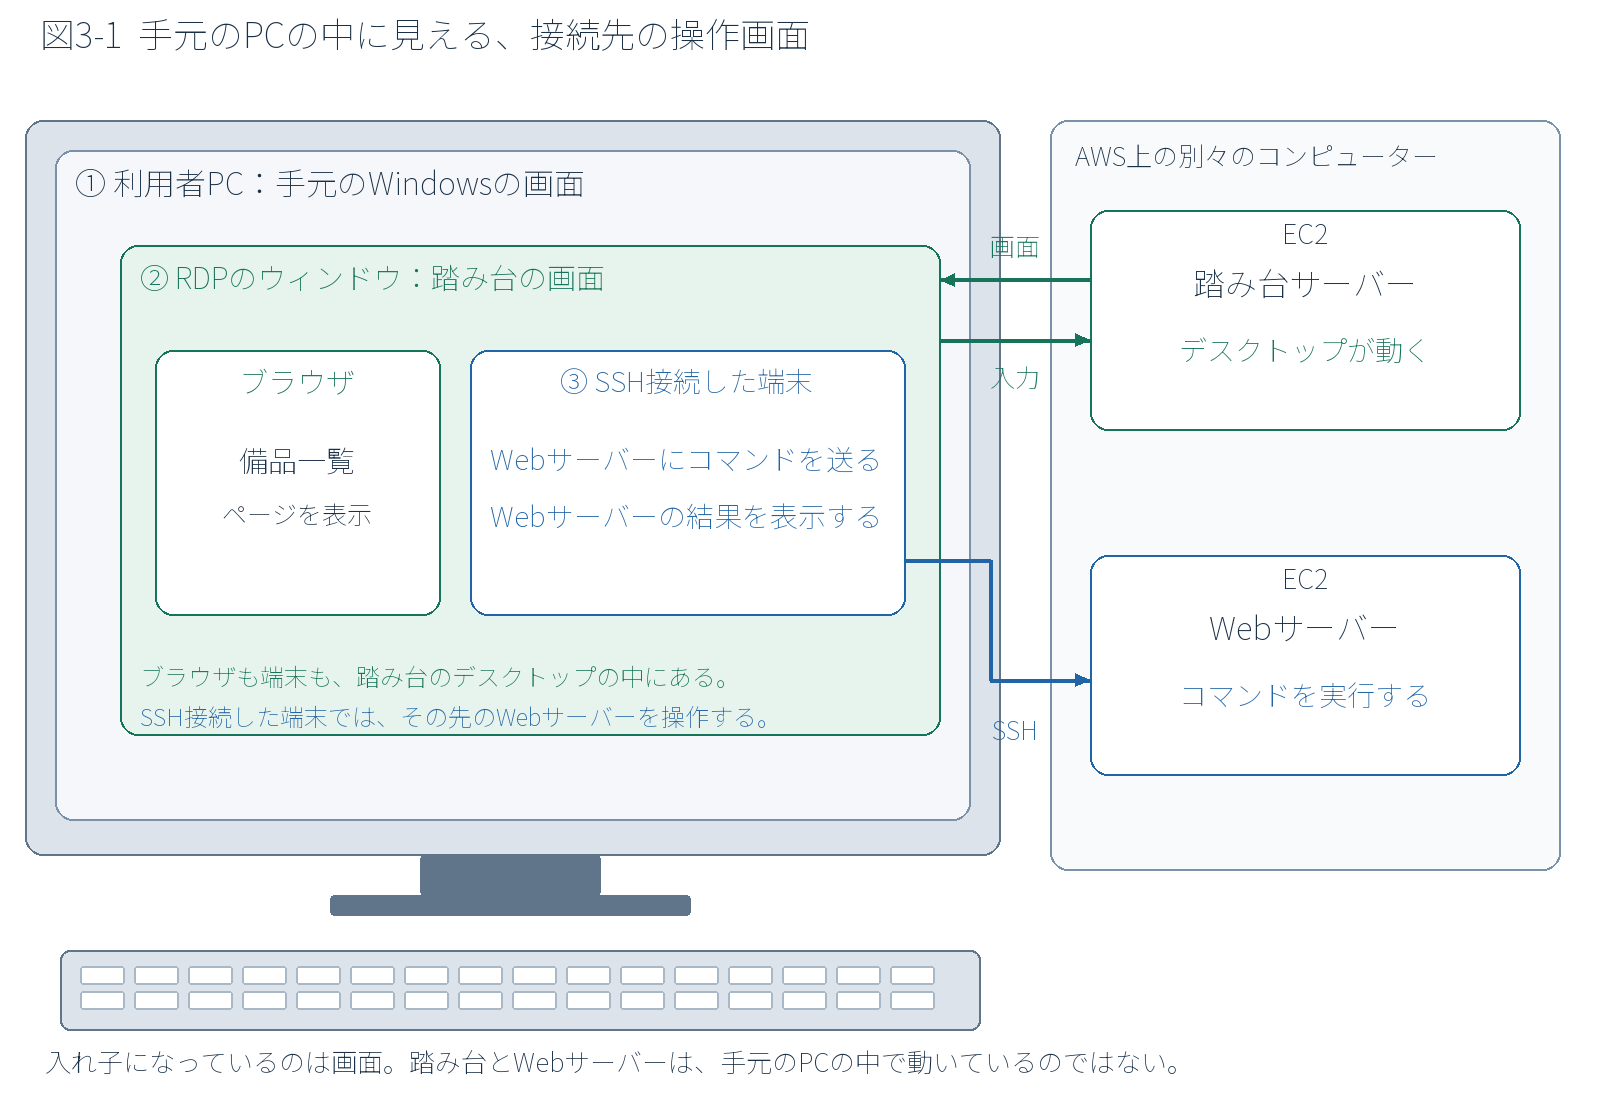 図3-1 手元のPCの中に見える、接続先の操作画面
① 利用者PC：手元のWindowsの画面
② RDPのウィンドウ：踏み台の画面
ブラウザ
備品一覧
ページを表示
③ SSH接続した端末
Webサーバーにコマンドを送る
Webサーバーの結果を表示する
ブラウザも端末も、踏み台のデスクトップの中にある。
SSH接続した端末では、その先のWebサーバーを操作する。
画面
入力
SSH
AWS上の別々のコンピューター
EC2
踏み台サーバー
デスクトップが動く
EC2
Webサーバー
コマンドを実行する
入れ子になっているのは画面。踏み台とWebサーバーは、手元のPCの中で動いているのではない。